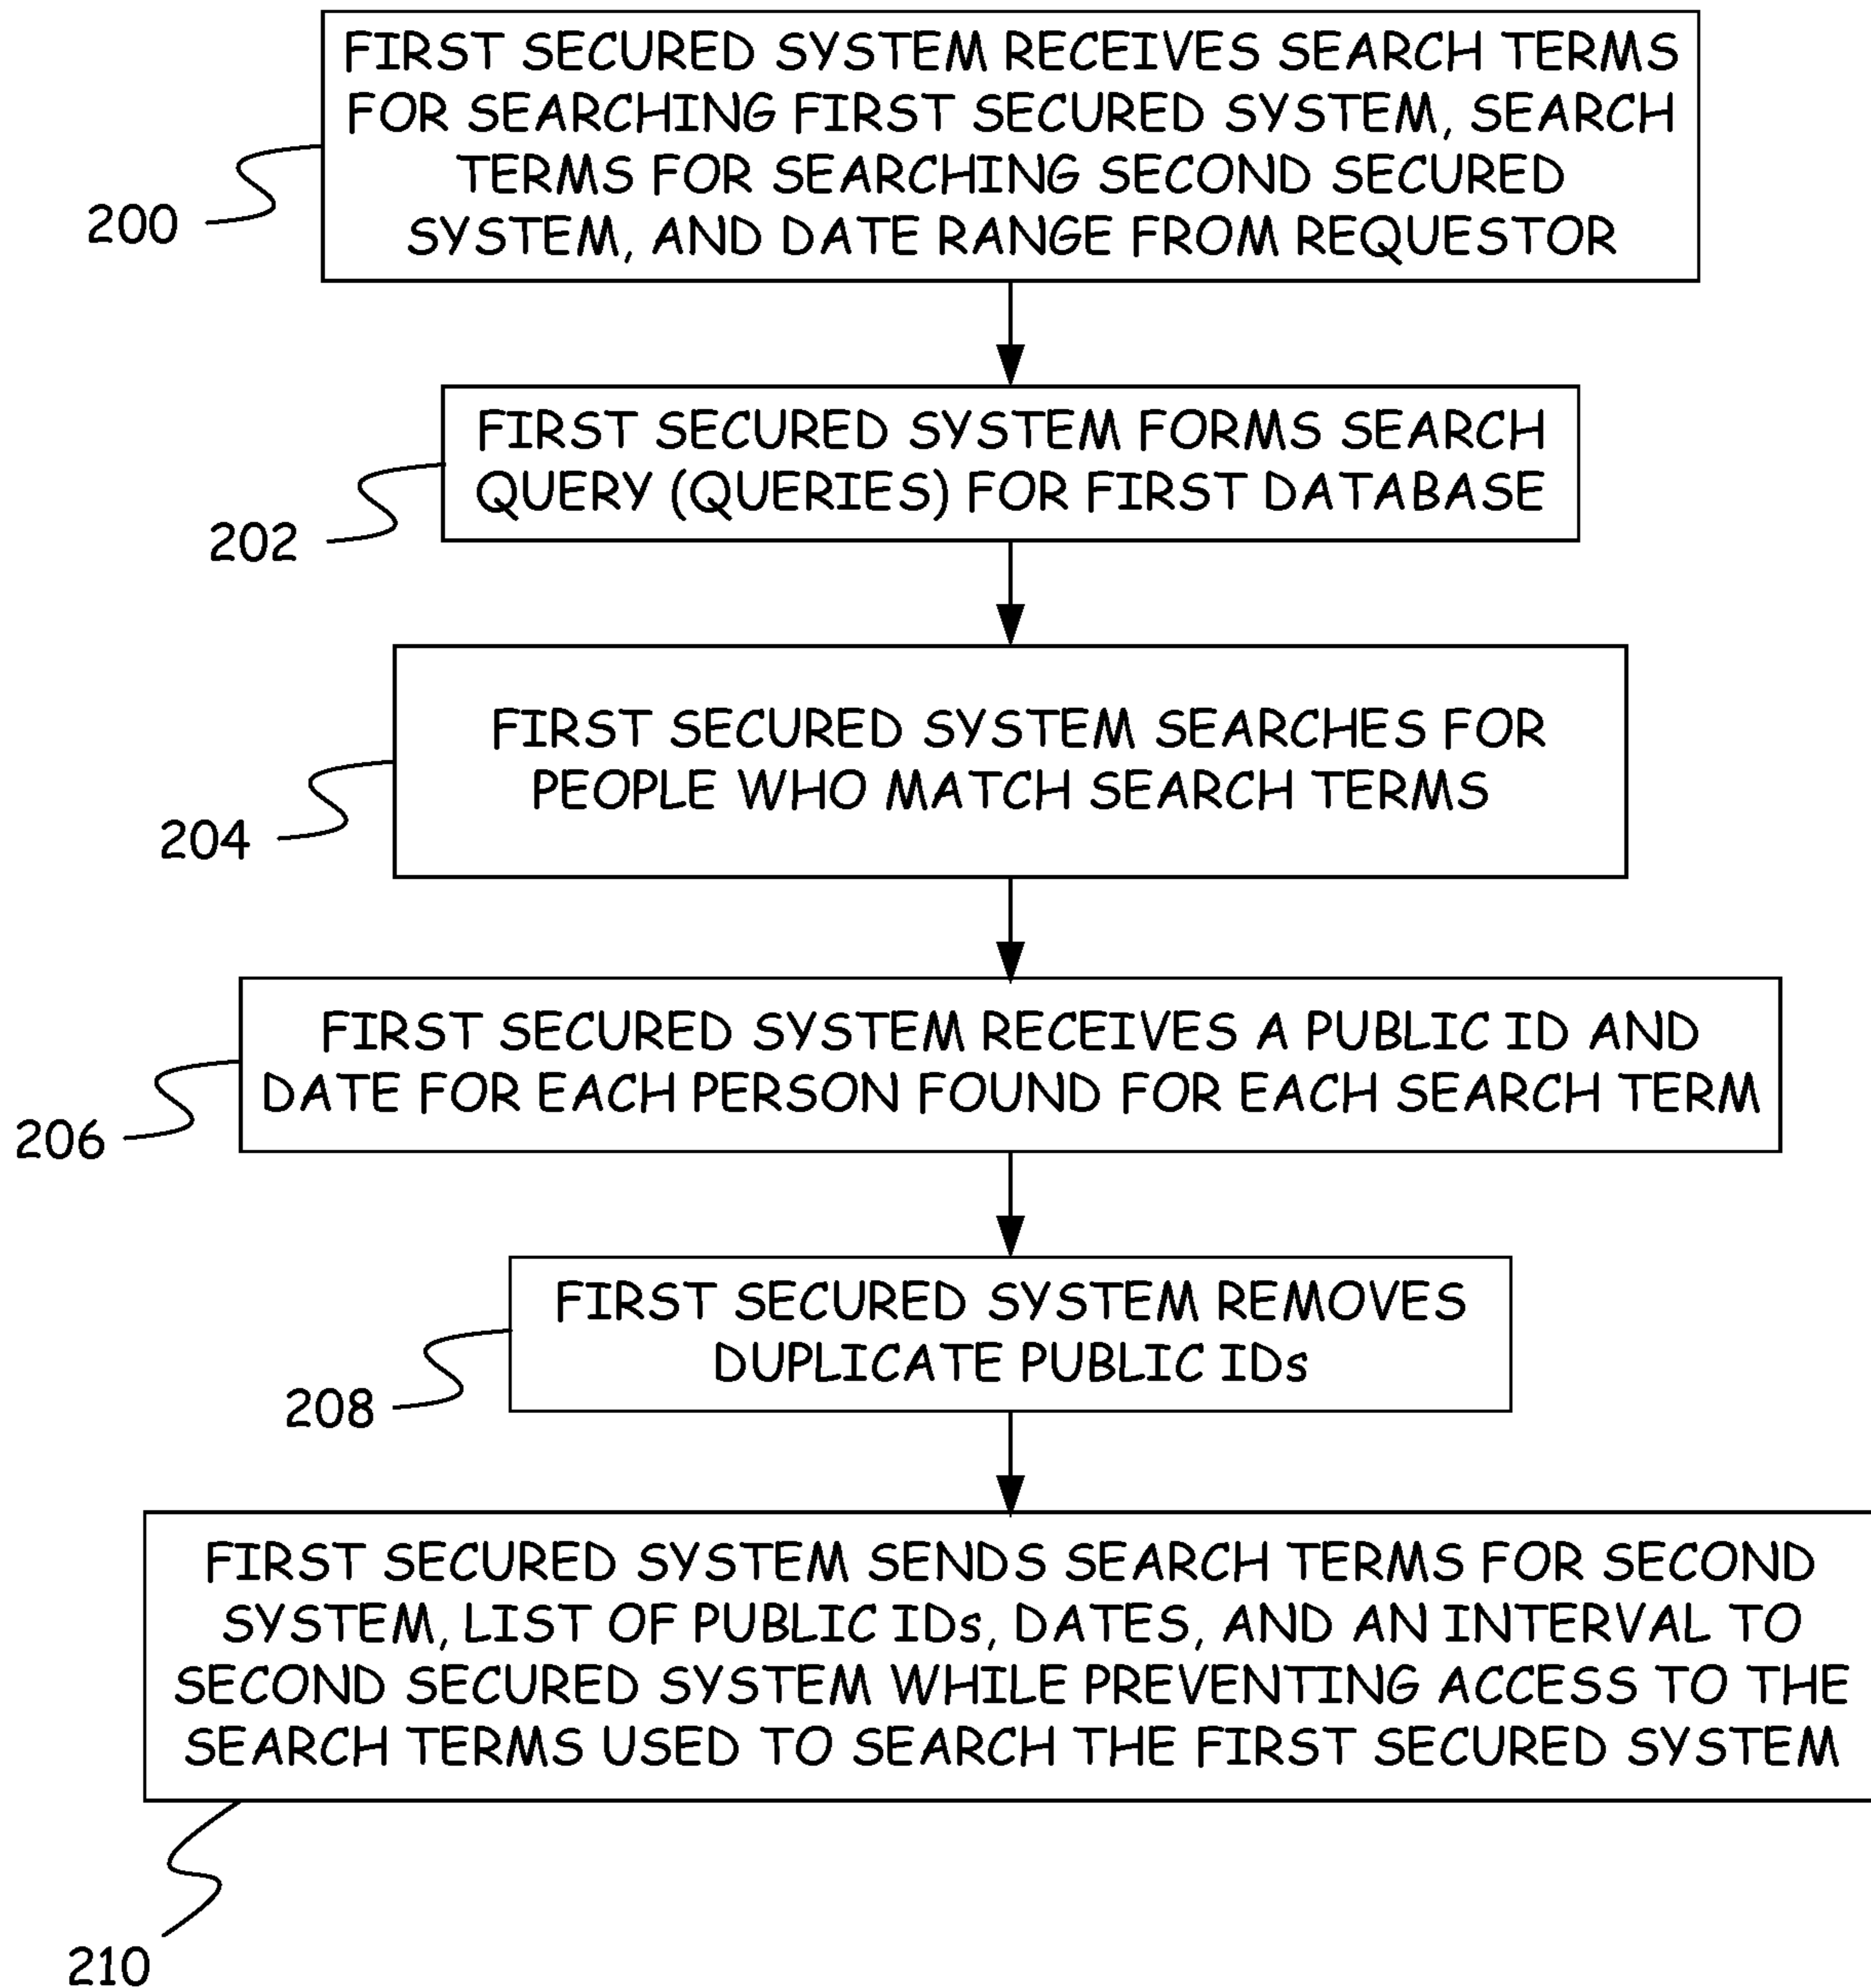 FIRST SECURED SYSTEM RECEIVES SEARCH TERMS
FOR SEARCHING FIRST SECURED SYSTEM, SEARCH
TERMS FOR SEARCHING SECOND SECURED
SYSTEM, AND DATE RANGE FROM REQUESTOR
200
FIRST SECURED SYSTEM FORMS SEARCH
QUERY (QUERIES) FOR FIRST DATABASE
202
FIRST SECURED SYSTEM SEARCHES FOR
PEOPLE WHO MATCH SEARCH TERMS
204
FIRST SECURED SYSTEM RECEIVES A PUBLIC ID AND
DATE FOR EACH PERSON FOUND FOR EACH SEARCH TERM
206
FIRST SECURED SYSTEM REMOVES
DUPLICATE PUBLIC IDs
208
FIRST SECURED SYSTEM SENDS SEARCH TERMS FOR SECOND
SYSTEM, LIST OF PUBLIC IDs, DATES, AND AN INTERVAL TO
SECOND SECURED SYSTEM WHILE PREVENTING ACCESS TO THE
SEARCH TERMS USED TO SEARCH THE FIRST SECURED SYSTEM
210